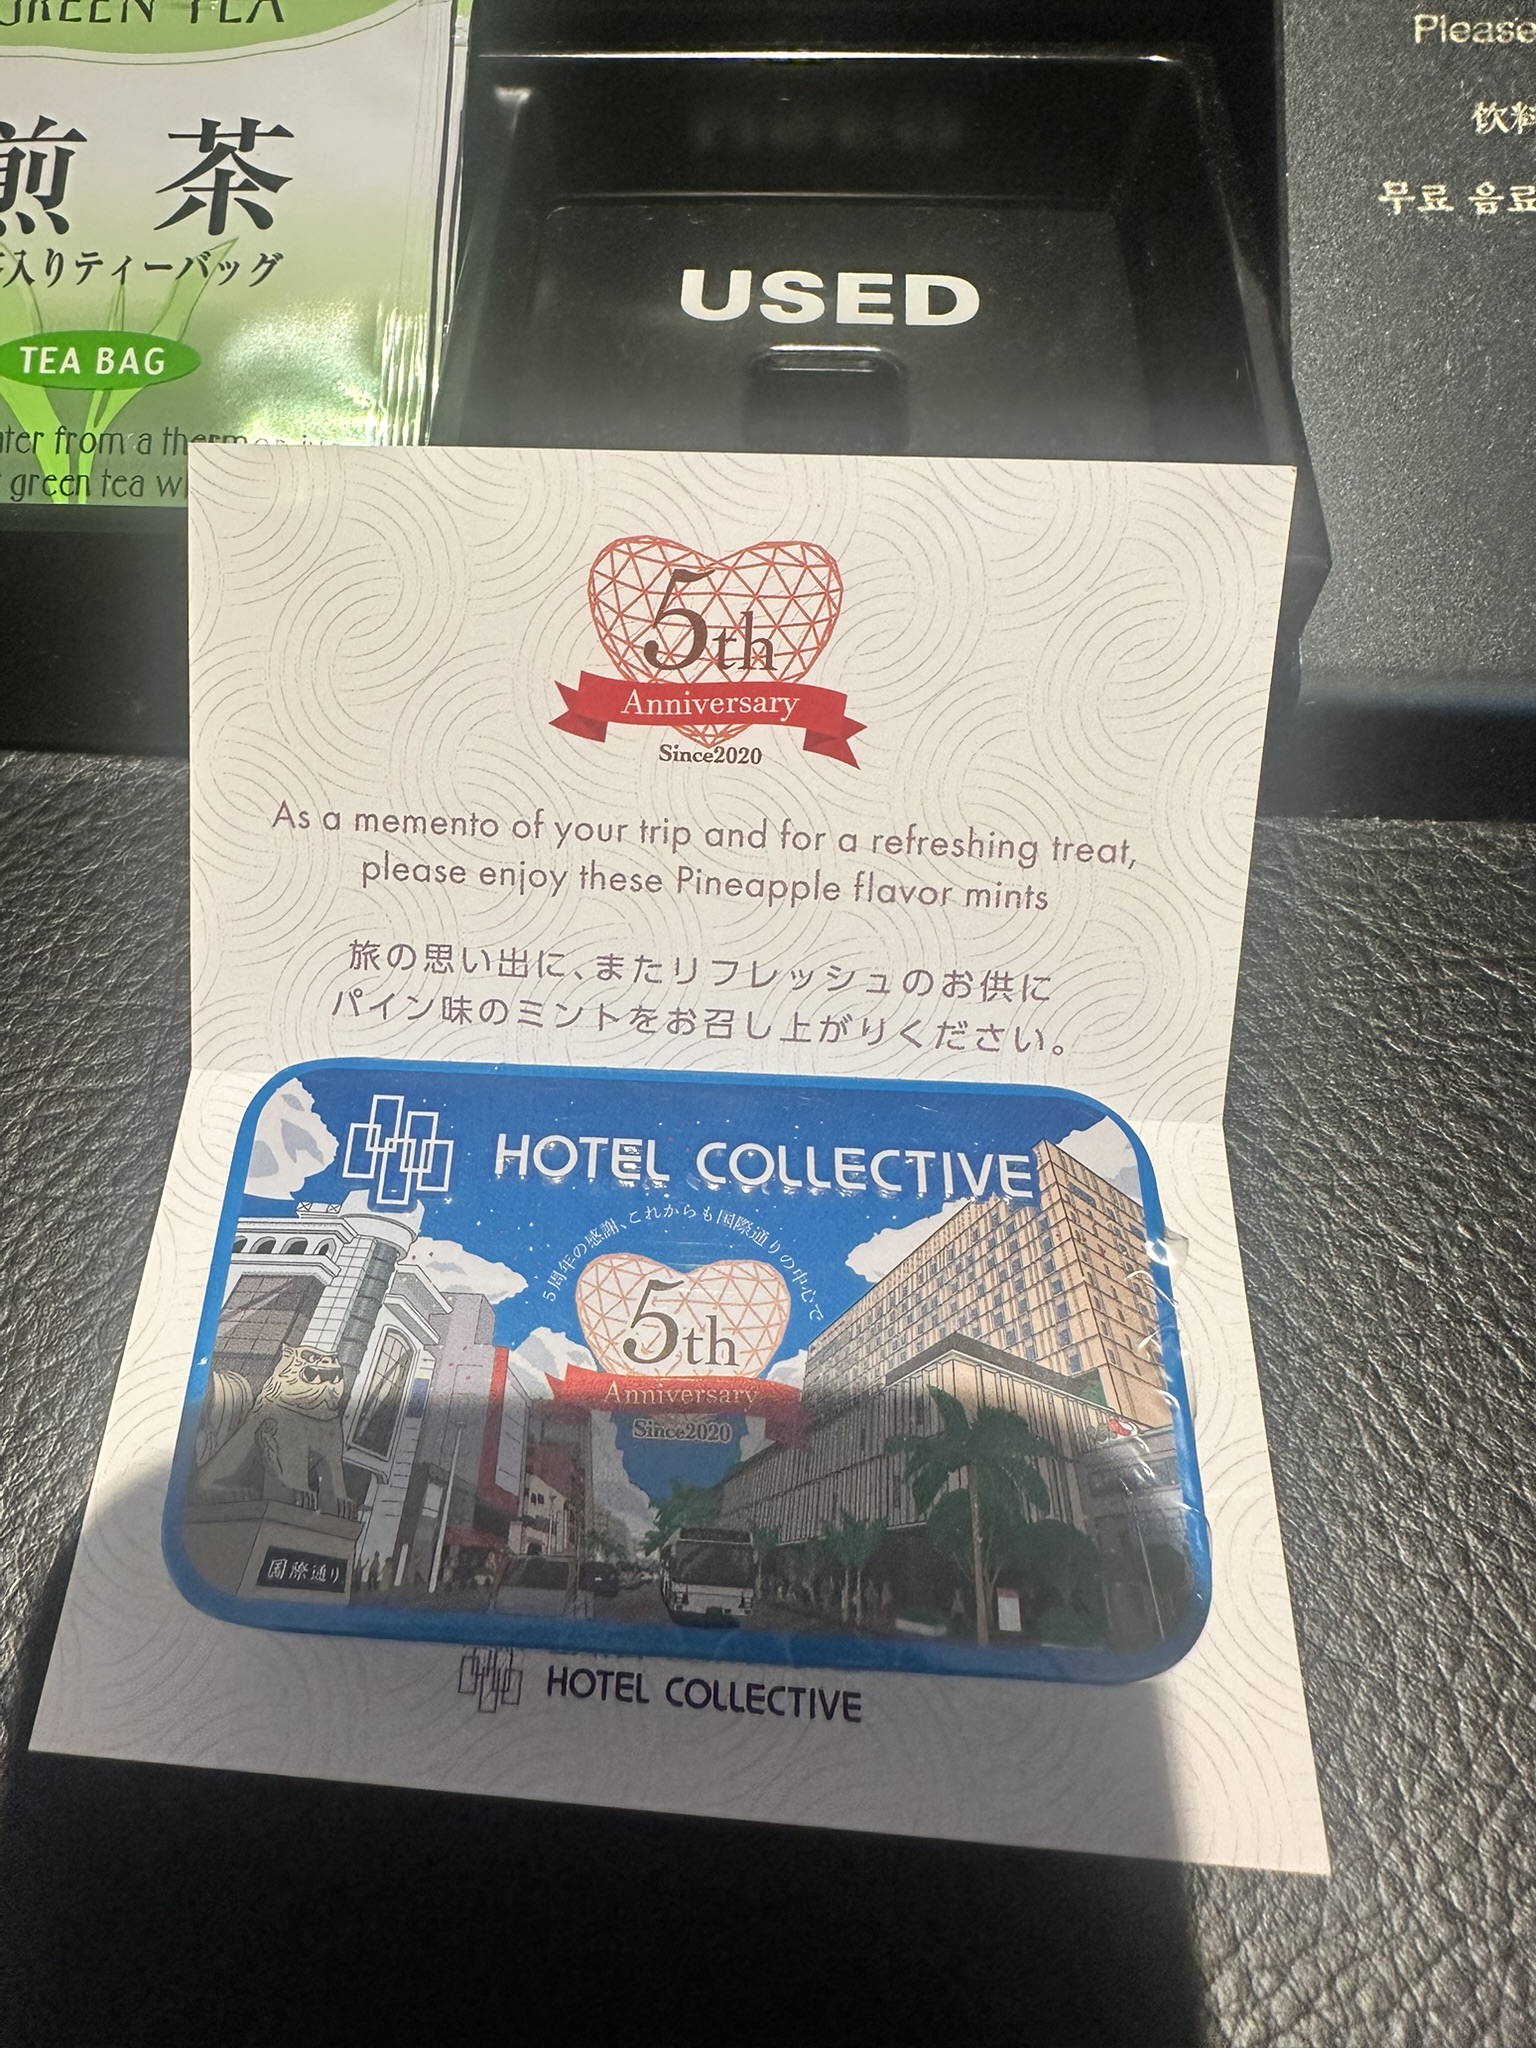 GREEN TEA
煎茶
入りティーバッグ
TEA BAG
from a
green tea
USED
Please
飲料
무료 음료
5th
Anniversary
Since2020
As a memento of your trip and for a refreshing treat,
please enjoy these Pineapple flavor mints
旅の思い出に、またリフレッシュのお供に
パイン味のミントをお召し上がりください。
HOTEL COLLECTIVE
5周年の感謝、これからも国際通りの中心で
5th
Anniversary
Since2020
国際通り
HOTEL COLLECTIVE